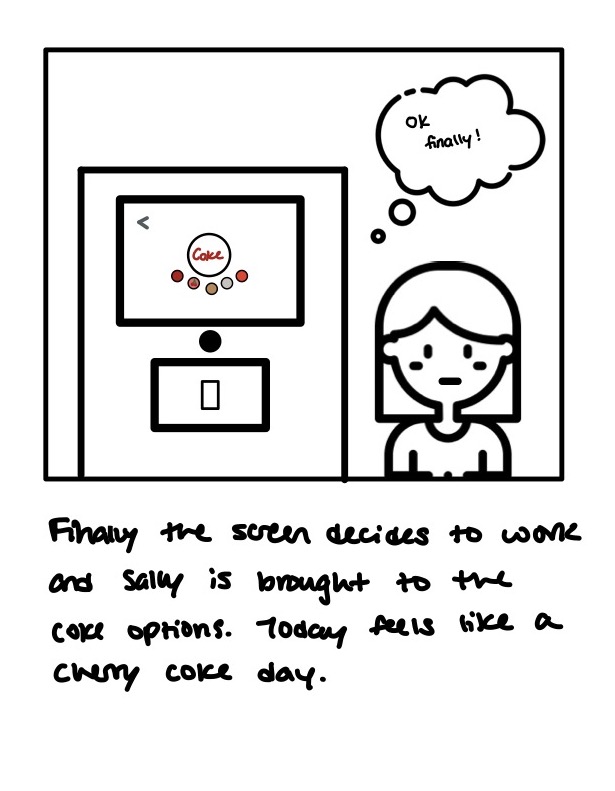 OK
finally!
<
Coke
Finally the screen decides to work
and Sally is brought to the
coke options. Today feels like a
cherry coke day.